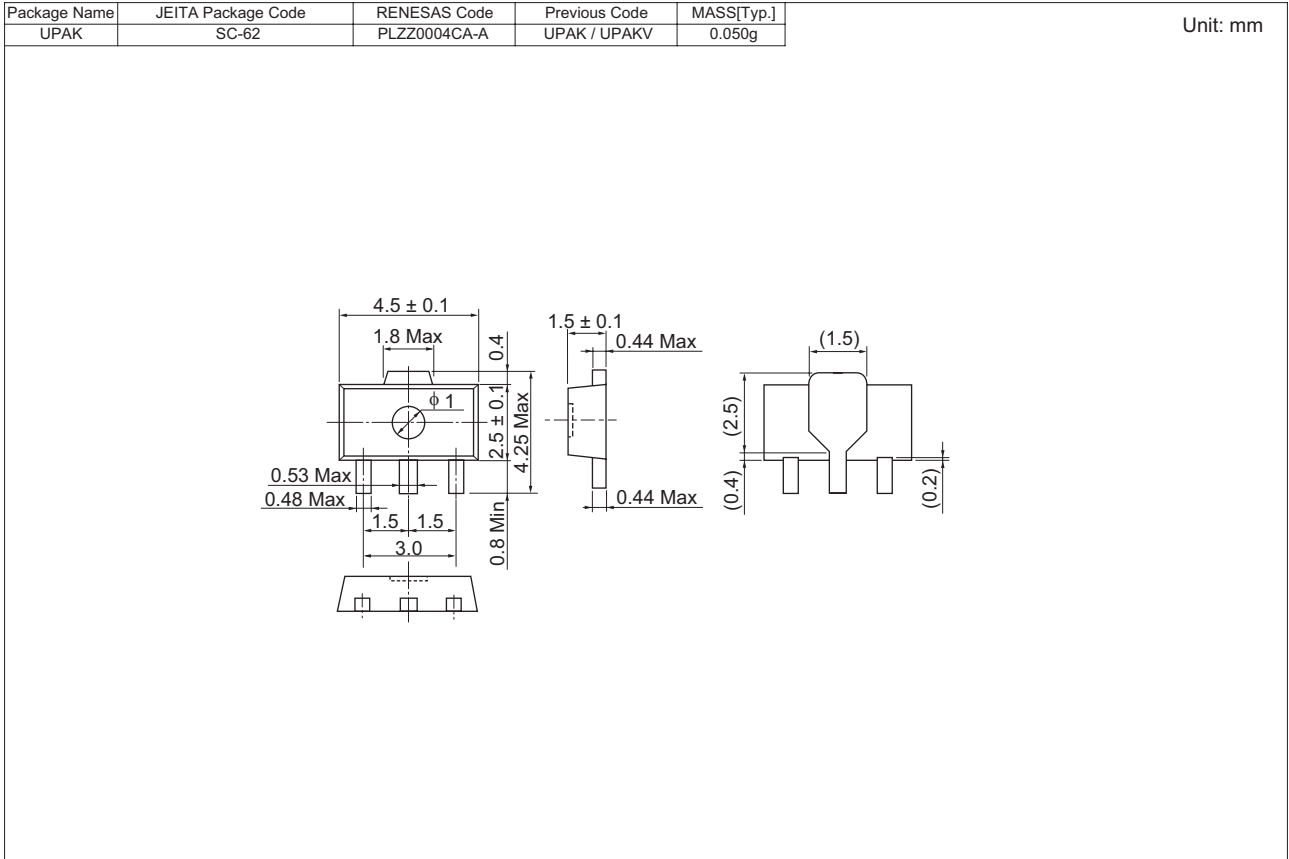 Package Name JEITA Package Code RENESAS Code Previous Code MASS[Typ.]
UPAK SC-62 PLZZ0004CA-A UPAK / UPAKV 0.050g
Unit: mm
4.5 ± 0.1
1.8 Max
0.4
ϕ 1
2.5 ± 0.1
4.25 Max
0.53 Max
0.48 Max
1.5 1.5
3.0
0.8 Min
1.5 ± 0.1
0.44 Max
0.44 Max
(1.5)
(2.5)
(0.4)
(0.2)